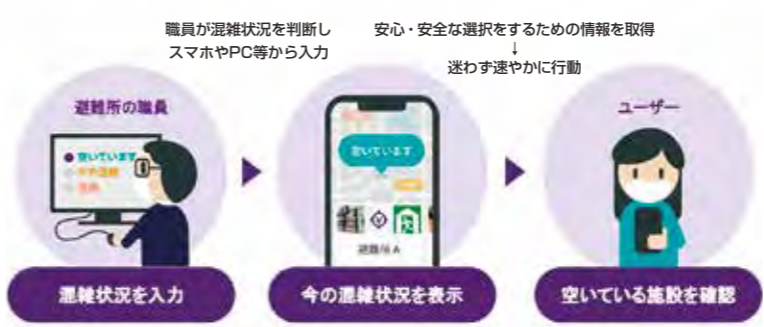 職員が混雑状況を判断し
スマホやPC等から入力
安心・安全な選択をするための情報を取得
↓
迷わず速やかに行動
避難所の職員
空いています
やや混雑
混雑
混雑状況を入力
空いています
避難所A
今の混雑状況を表示
ユーザー
空いている施設を確認